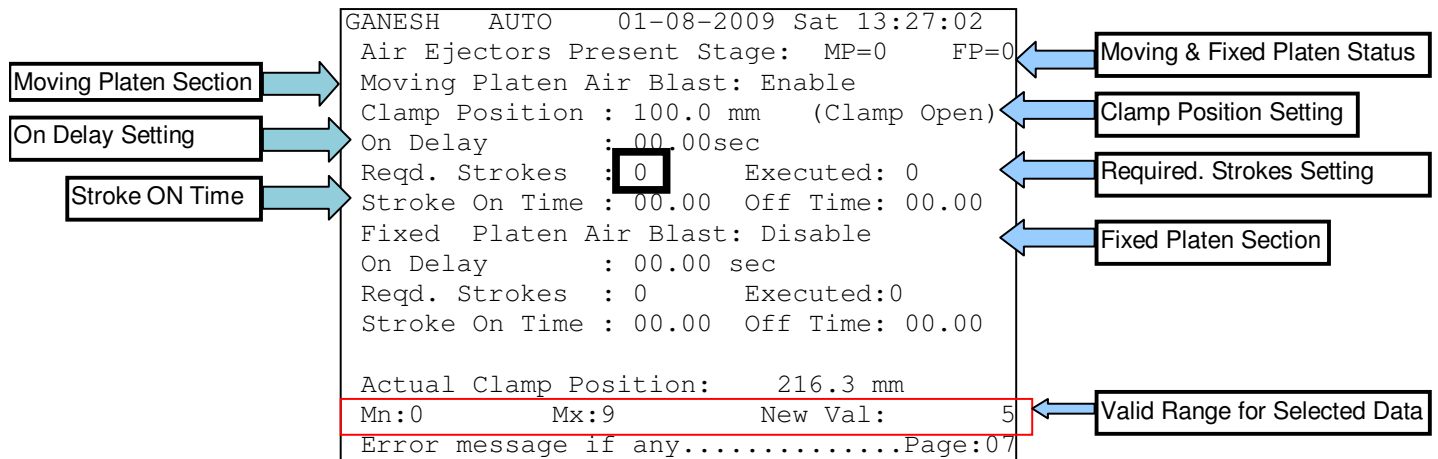 GANESH AUTO 01-08-2009 Sat 13:27:02
Air Ejectors Present Stage: MP=0 FP=0
Moving Platen Air Blast: Enable
Clamp Position : 100.0 mm (Clamp Open)
On Delay : 00.00sec
Reqd. Strokes : 0 Executed: 0
Stroke On Time : 00.00 Off Time: 00.00
Fixed Platen Air Blast: Disable
On Delay : 00.00 sec
Reqd. Strokes : 0 Executed:0
Stroke On Time : 00.00 Off Time: 00.00
Actual Clamp Position: 216.3 mm
Mn:0 Mx:9 New Val: 5
Error message if any..............Page:07
Moving Platen Section
On Delay Setting
Stroke ON Time
Moving & Fixed Platen Status
Clamp Position Setting
Required. Strokes Setting
Fixed Platen Section
Valid Range for Selected Data